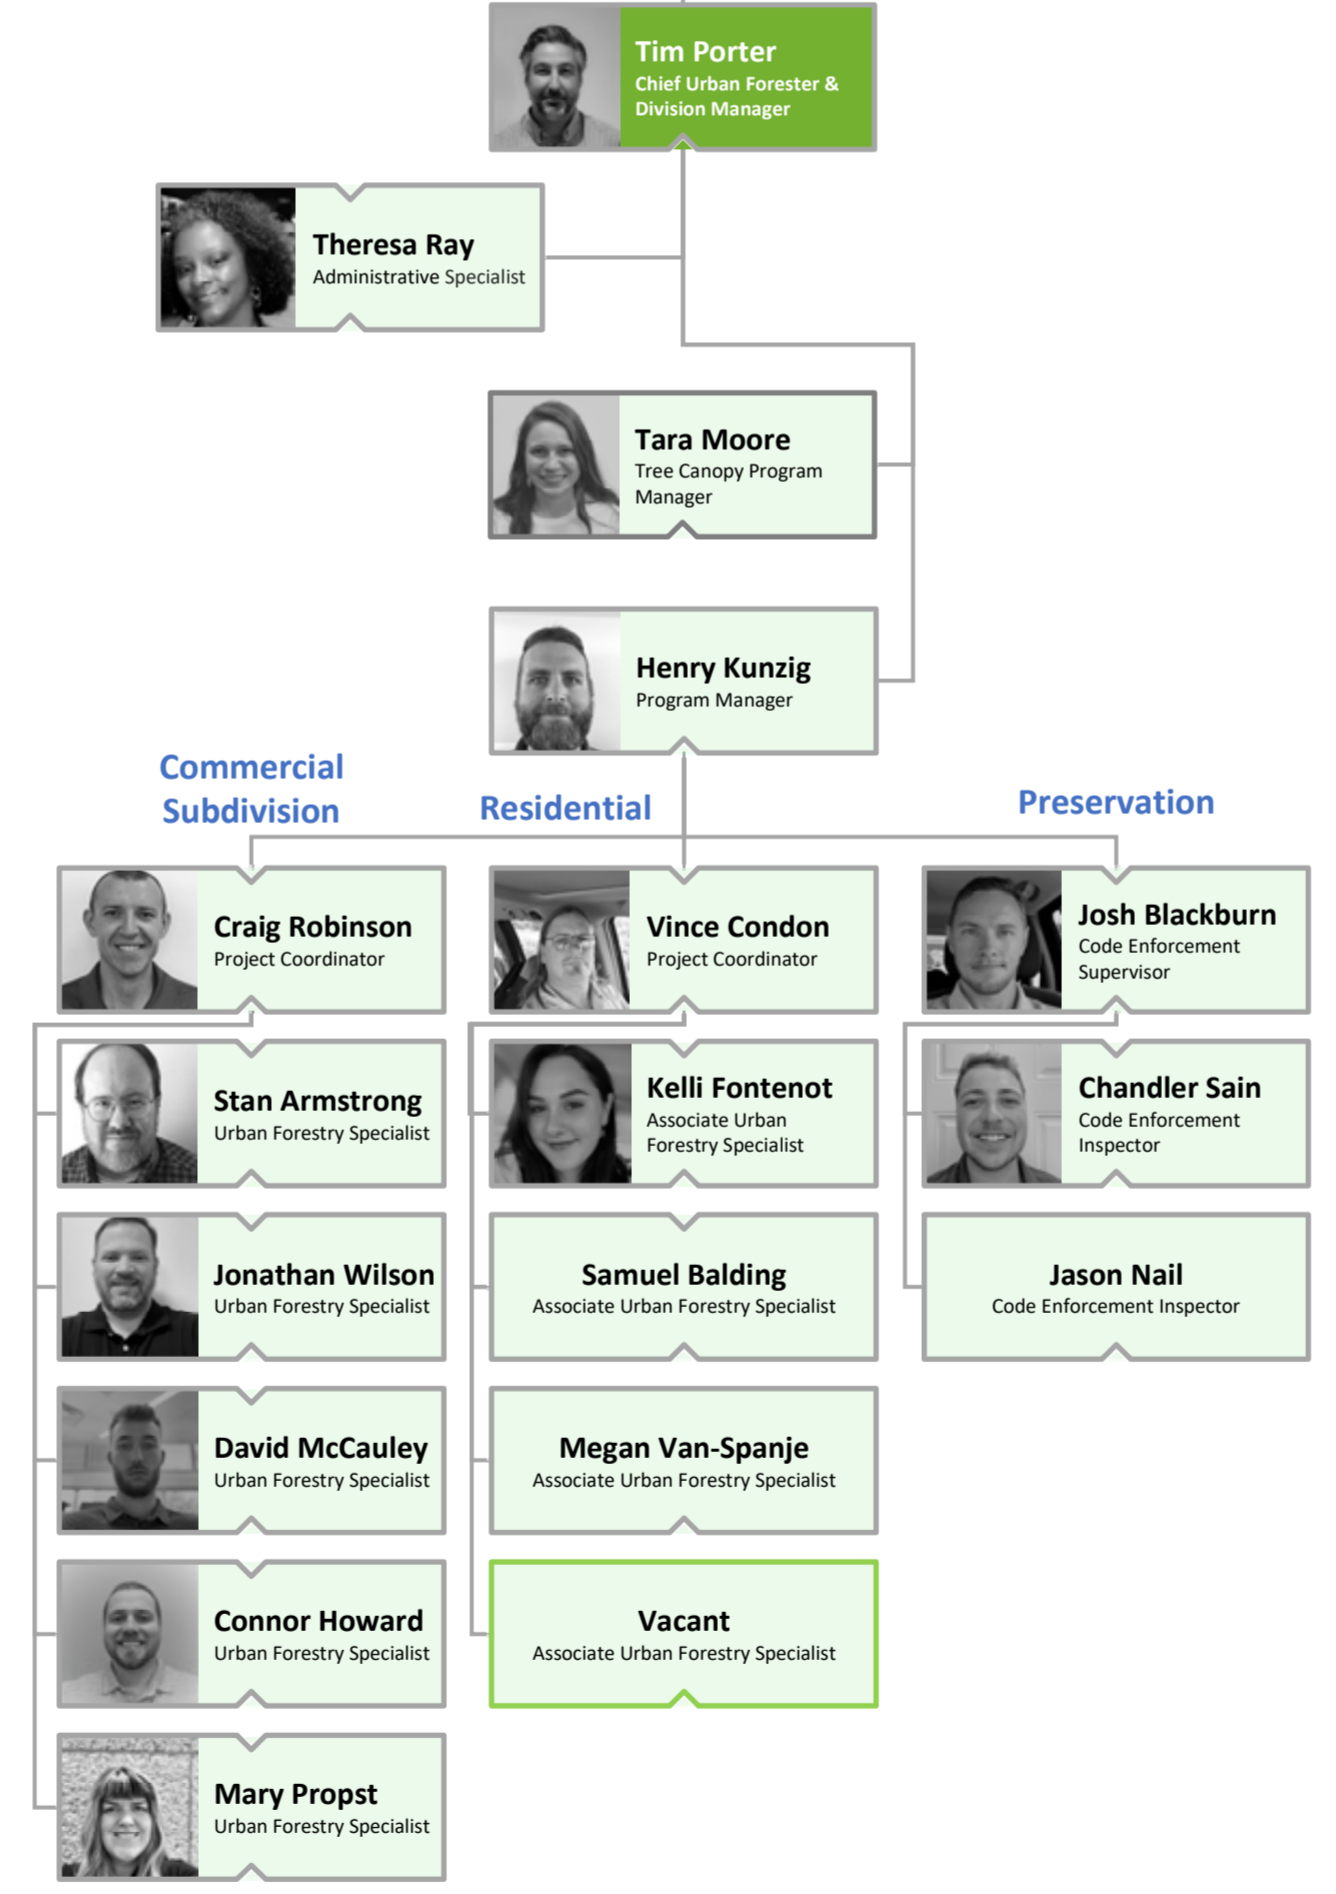 Tim Porter
Chief Urban Forester &
Division Manager
Theresa Ray
Administrative Specialist
Tara Moore
Tree Canopy Program
Manager
Henry Kunzig
Program Manager
Commercial
Subdivision
Residential
Preservation
Craig Robinson
Project Coordinator
Vince Condon
Project Coordinator
Josh Blackburn
Code Enforcement
Supervisor
Stan Armstrong
Urban Forestry Specialist
Kelli Fontenot
Associate Urban
Forestry Specialist
Chandler Sain
Code Enforcement
Inspector
Jonathan Wilson
Urban Forestry Specialist
Samuel Balding
Associate Urban Forestry Specialist
Jason Nail
Code Enforcement Inspector
David McCauley
Urban Forestry Specialist
Megan Van-Spanje
Associate Urban Forestry Specialist
Connor Howard
Urban Forestry Specialist
Vacant
Associate Urban Forestry Specialist
Mary Propst
Urban Forestry Specialist